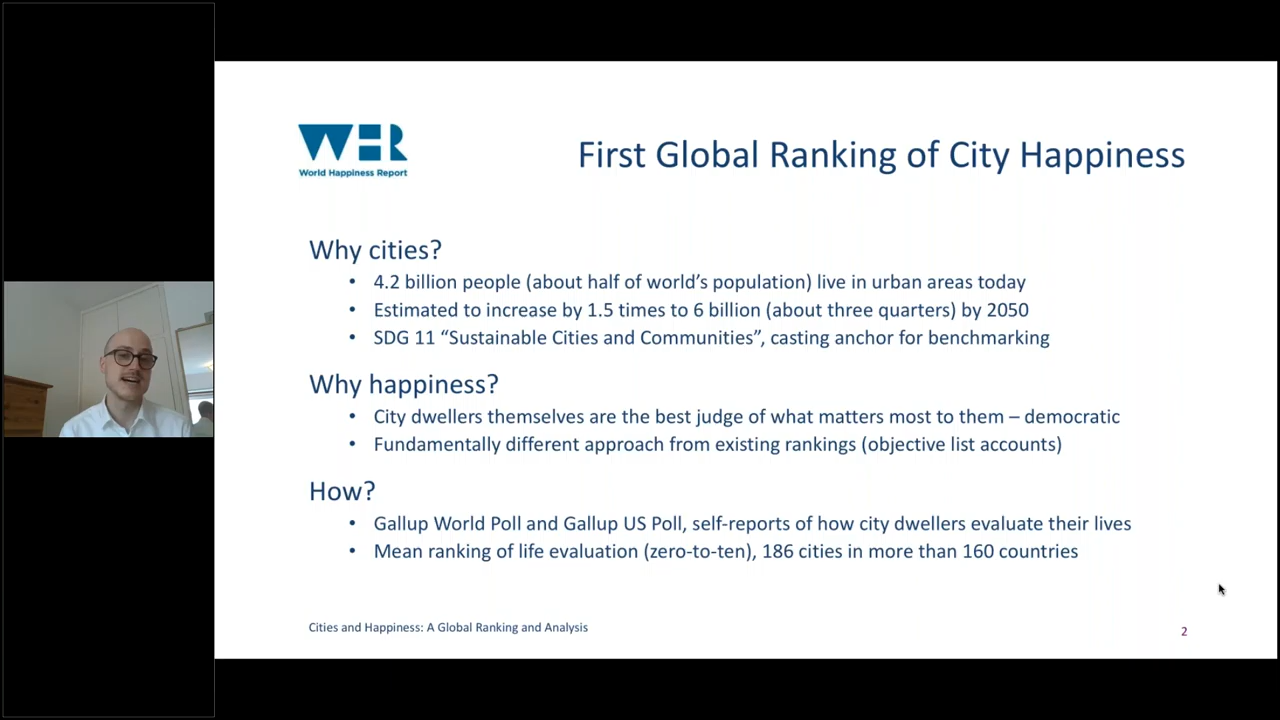 WHR
World Happiness Report
First Global Ranking of City Happiness
Why cities?
• 4.2 billion people (about half of world’s population) live in urban areas today
• Estimated to increase by 1.5 times to 6 billion (about three quarters) by 2050
• SDG 11 “Sustainable Cities and Communities”, casting anchor for benchmarking
Why happiness?
• City dwellers themselves are the best judge of what matters most to them – democratic
• Fundamentally different approach from existing rankings (objective list accounts)
How?
• Gallup World Poll and Gallup US Poll, self-reports of how city dwellers evaluate their lives
• Mean ranking of life evaluation (zero-to-ten), 186 cities in more than 160 countries
Cities and Happiness: A Global Ranking and Analysis
2